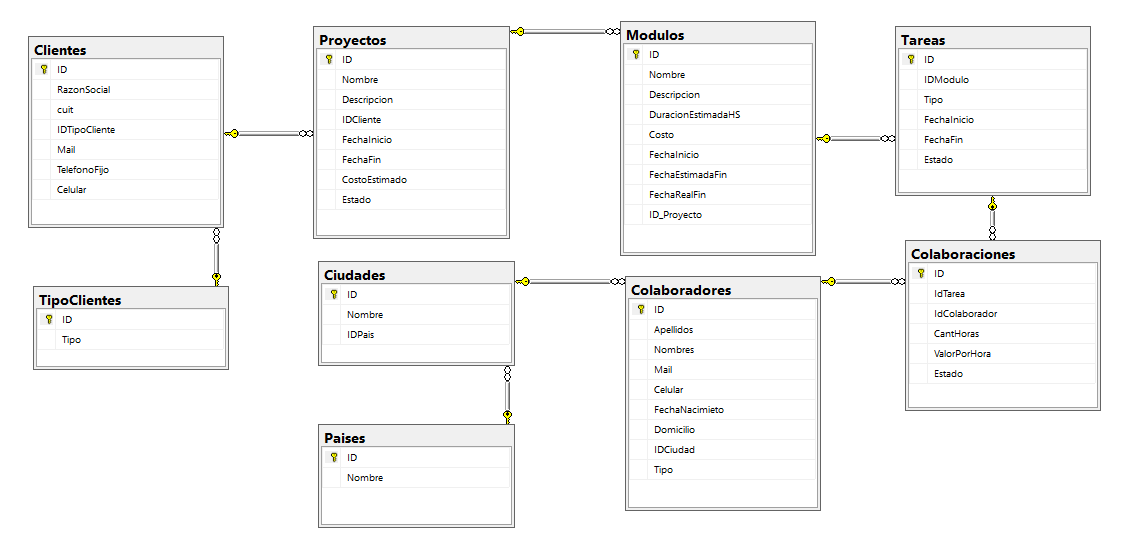 Clientes
ID
RazonSocial
cuit
IDTipoCliente
Mail
TelefonoFijo
Celular
Proyectos
ID
Nombre
Descripcion
IDCliente
FechaInicio
FechaFin
CostoEstimado
Estado
Modulos
ID
Nombre
Descripcion
DuracionEstimadaHS
Costo
FechaInicio
FechaEstimadaFin
FechaRealFin
ID_Proyecto
Tareas
ID
IDModulo
Tipo
FechaInicio
FechaFin
Estado
TipoClientes
ID
Tipo
Ciudades
ID
Nombre
IDPais
Colaboradores
ID
Apellidos
Nombres
Mail
Celular
FechaNacimieto
Domicilio
IDCiudad
Tipo
Colaboraciones
ID
IdTarea
IdColaborador
CantHoras
ValorPorHora
Estado
Paises
ID
Nombre